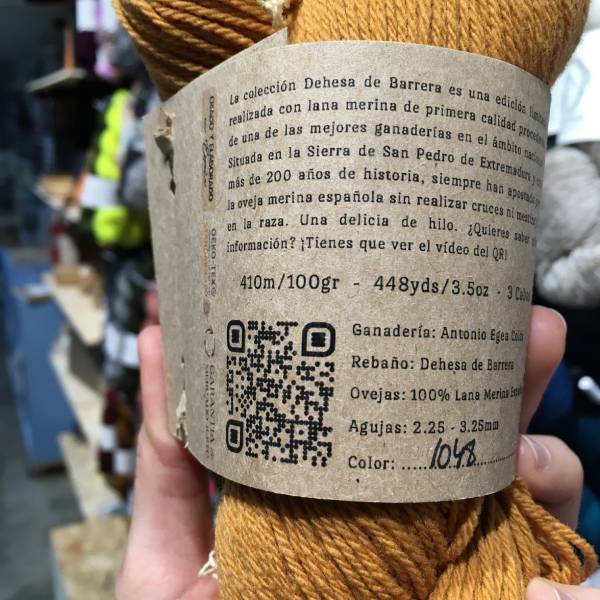 La colección Dehesa de Barrera es una edición
realizada con lana merina de primera calidad
de una de las mejores ganaderías en el ámbito
Situada en la Sierra de San Pedro de Extremadura y
más de 200 años de historia, siempre han
la oveja merina española sin realizar cruces ni
en la raza. Una delicia de hilo. ¿Quieres saber
información? ¡Tienes que ver el vídeo del QR!
410m/100gr - 448yds/3.5oz - 3
Ganadería: Antonio Egea
Rebaño: Dehesa de Barrera
Ovejas: 100% Lana Merina
Agujas: 2.25 - 3.25mm
Color: .....1048
OEKO-TEX®
GARANTIA